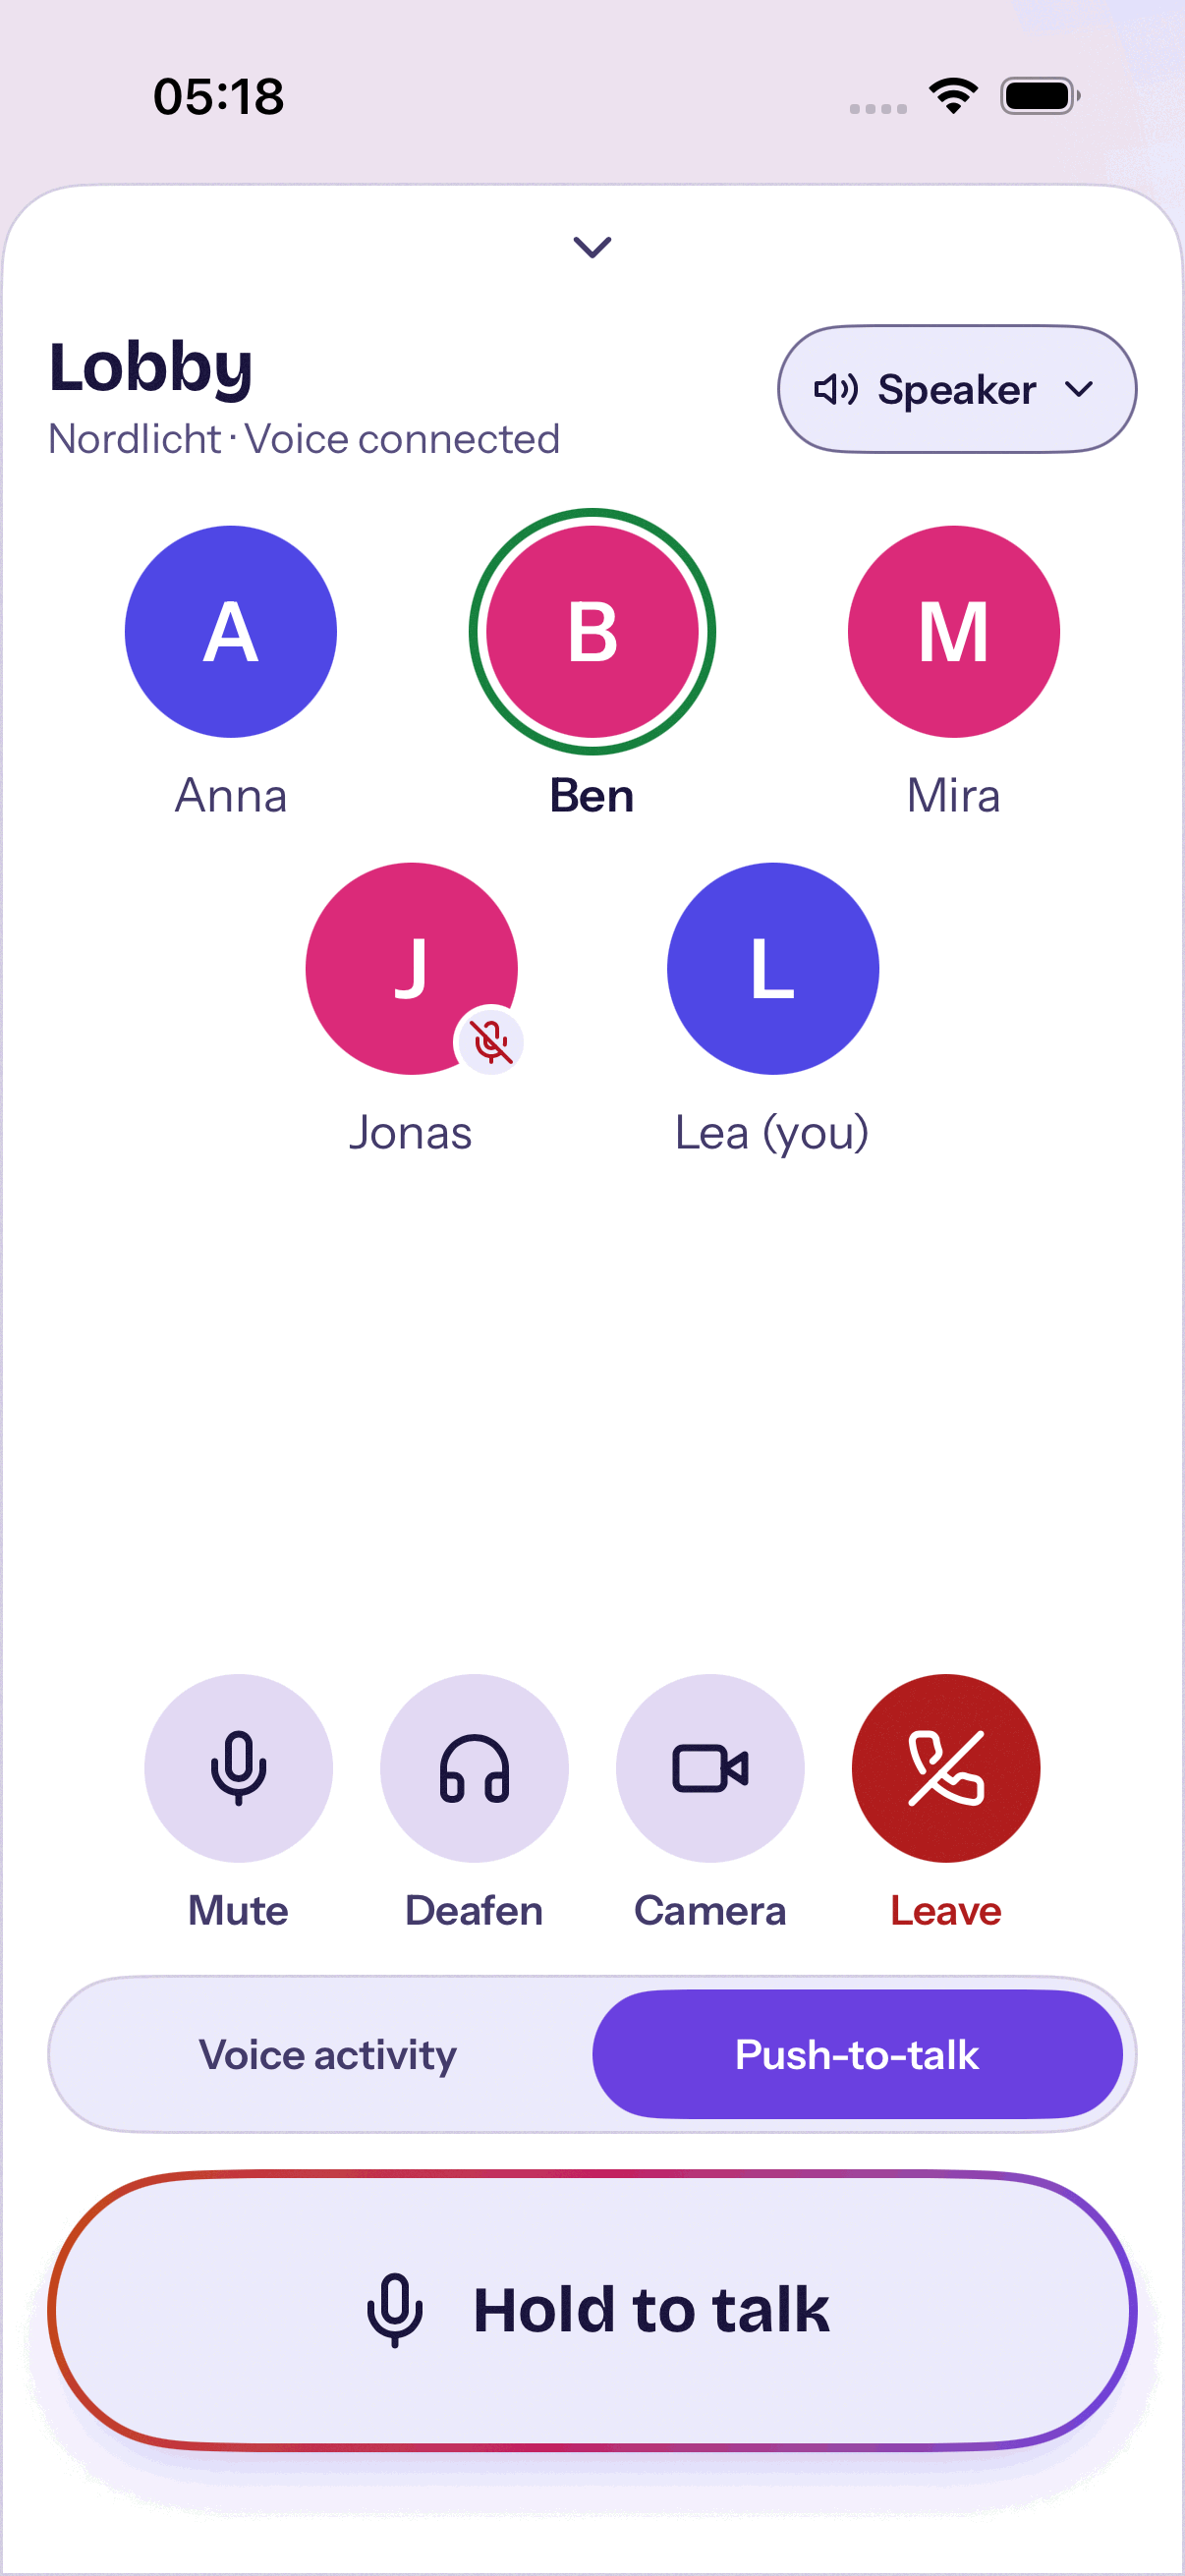 05:18
Lobby
Speaker
Nordlicht · Voice connected
A
B
M
Anna
Ben
Mira
J
L
Jonas
Lea (you)
Mute
Deafen
Camera
Leave
Voice activity
Push-to-talk
Hold to talk